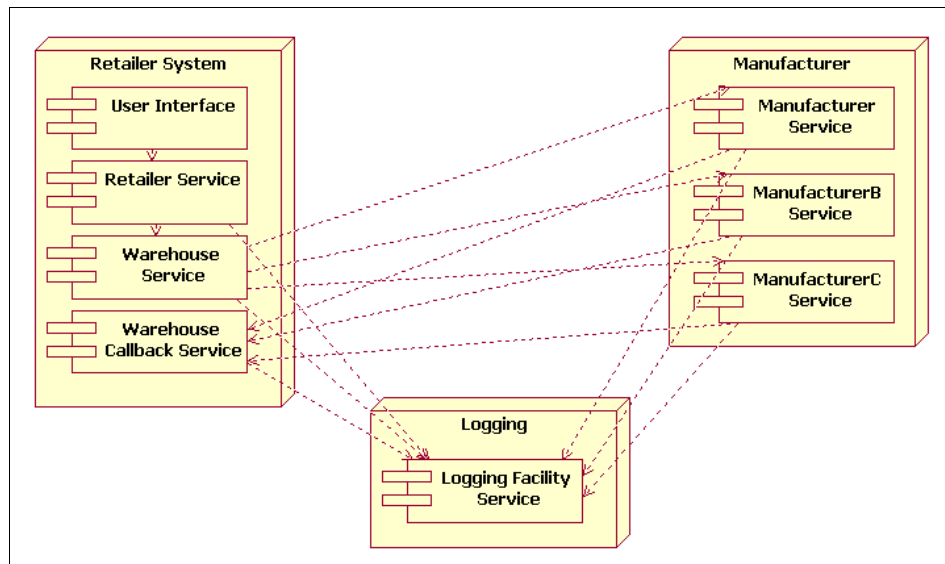 Retailer System
User Interface
Retailer Service
Warehouse
Service
Warehouse
Callback Service
Manufacturer
Manufacturer
Service
ManufacturerB
Service
ManufacturerC
Service
Logging
Logging Facility
Service